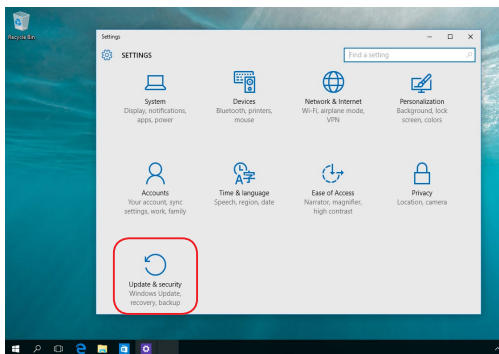 Recycle Bin
Settings
SETTINGS
Find a setting
System
Display, notifications,
apps, power
Devices
Bluetooth, printers,
mouse
Network & Internet
Wi-Fi, airplane mode,
VPN
Personalization
Background, lock
screen, colors
Accounts
Your account, sync
settings, work, family
Time & language
Speech, region, date
Ease of Access
Narrator, magnifier,
high contrast
Privacy
Location, camera
Update & security
Windows Update,
recovery, backup